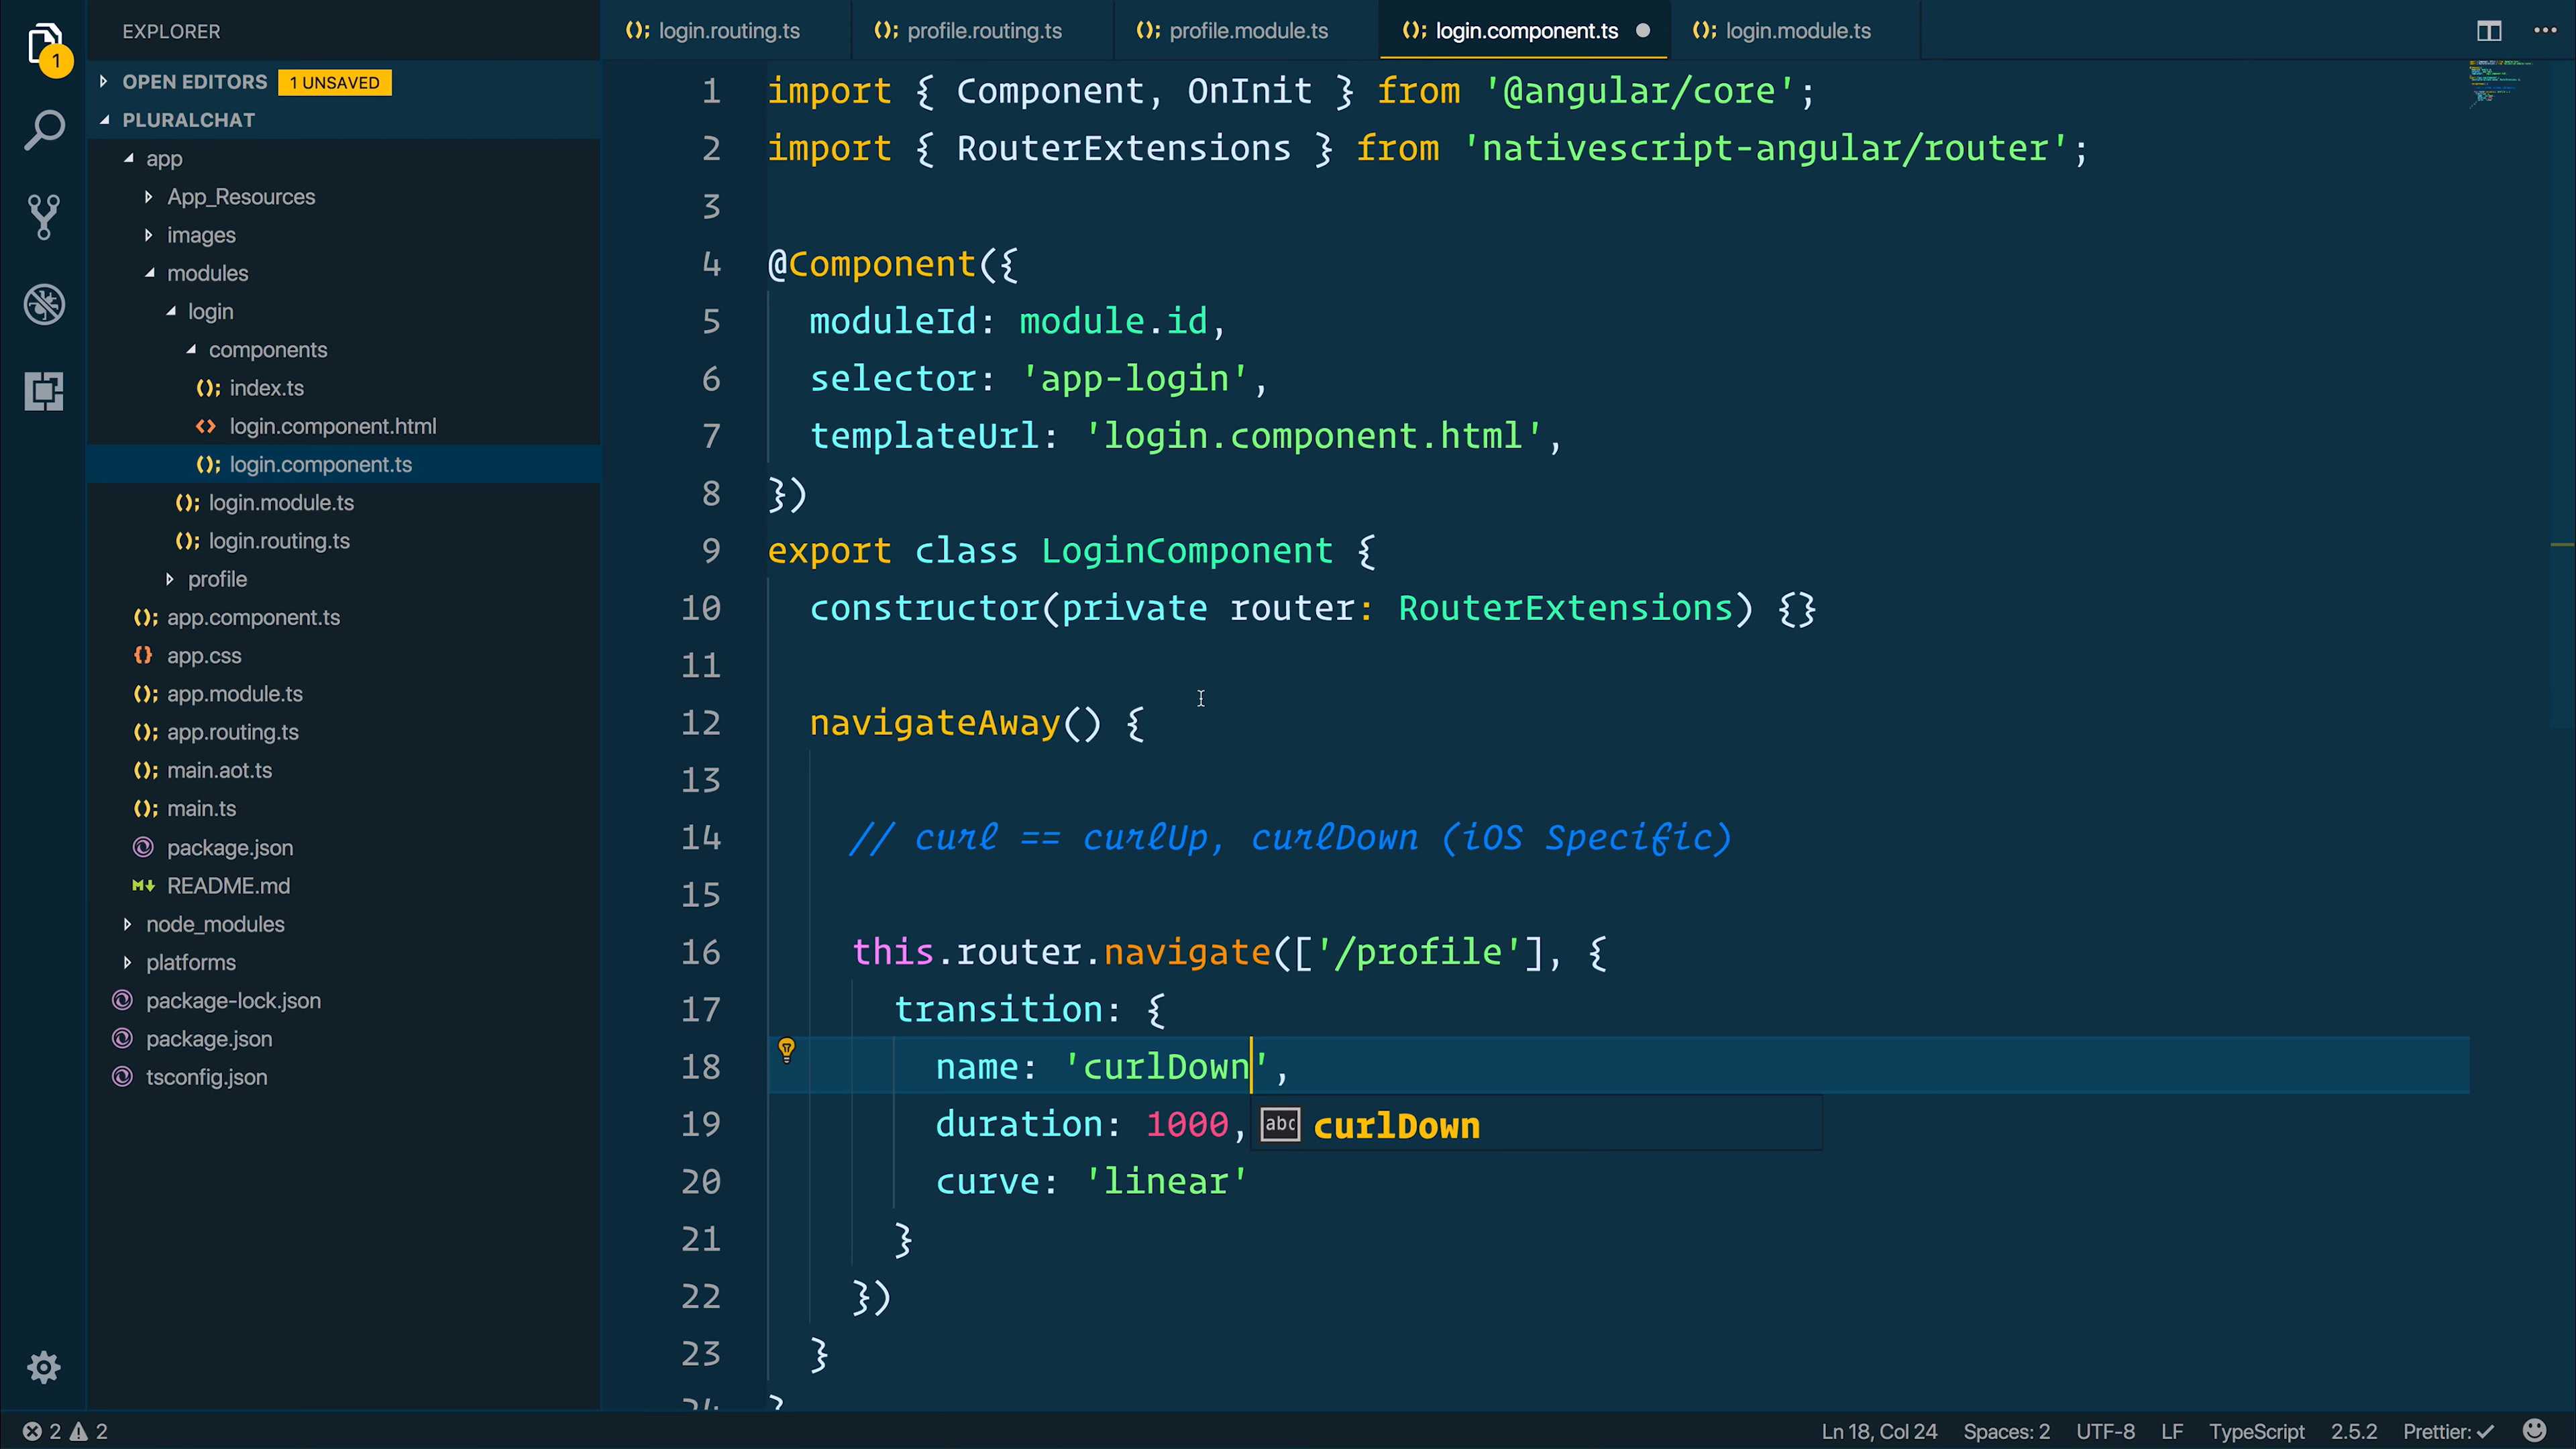 EXPLORER
OPEN EDITORS 1 UNSAVED
PLURALCHAT
app
App_Resources
images
modules
login
components
index.ts
login.component.html
login.component.ts
login.module.ts
login.routing.ts
profile
app.component.ts
app.css
app.module.ts
app.routing.ts
main.aot.ts
main.ts
package.json
README.md
node_modules
platforms
package-lock.json
package.json
tsconfig.json
1
login.routing.ts profile.routing.ts profile.module.ts login.component.ts login.module.ts
1 import { Component, OnInit } from '@angular/core';
2 import { RouterExtensions } from 'nativescript-angular/router';
3
4 @Component({
5 moduleId: module.id,
6 selector: 'app-login',
7 templateUrl: 'login.component.html',
8 })
9 export class LoginComponent {
10 constructor(private router: RouterExtensions) {}
11
12 navigateAway() {
13
14 // curl == curlUp, curlDown (iOS Specific)
15
16 this.router.navigate(['/profile'], {
17 transition: {
18 name: 'curlDown',
19 duration: 1000, abc curlDown
20 curve: 'linear'
21 }
22 })
23 }
24 }
2 2 Ln 18, Col 24 Spaces: 2 UTF-8 LF TypeScript 2.5.2 Prettier: ✓